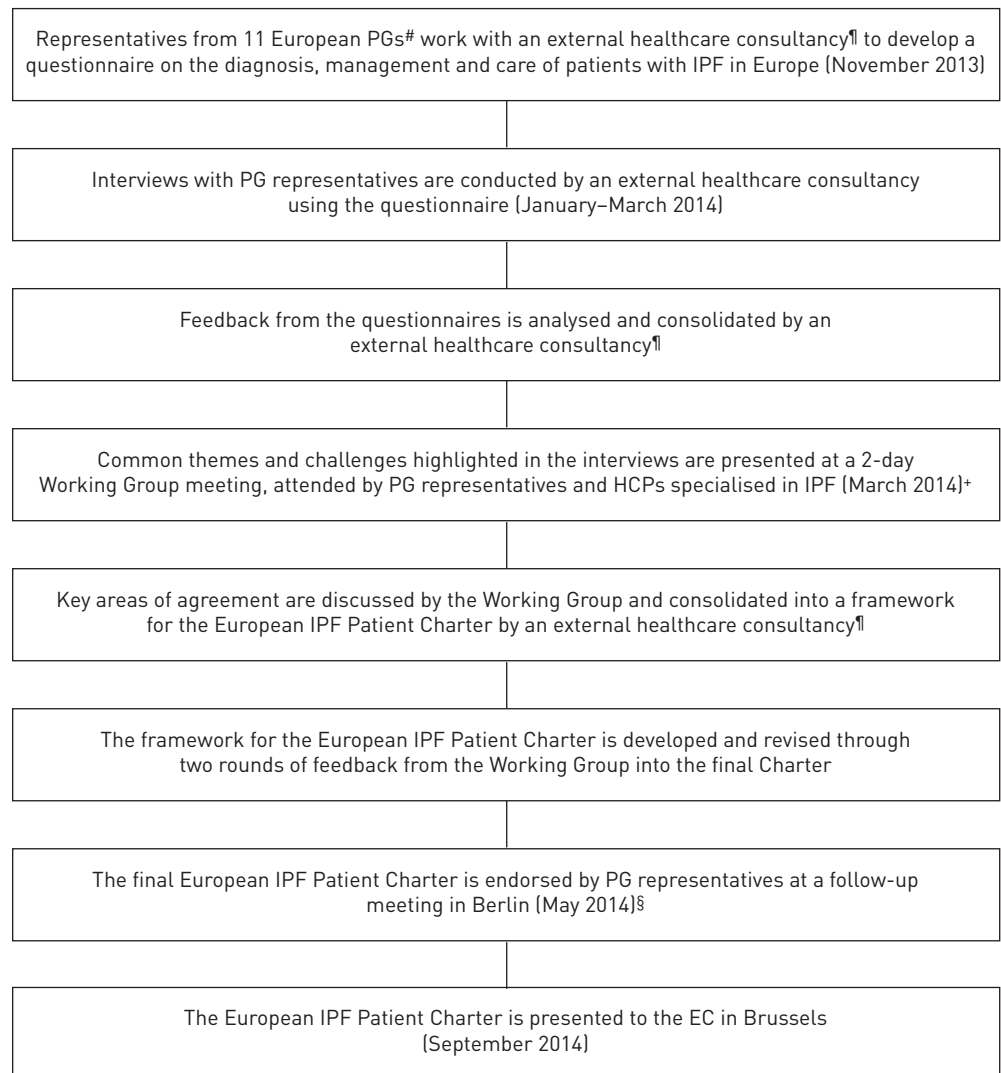 Representatives from 11 European PGs# work with an external healthcare consultancy¶ to develop a
questionnaire on the diagnosis, management and care of patients with IPF in Europe (November 2013)
Interviews with PG representatives are conducted by an external healthcare consultancy
using the questionnaire (January–March 2014)
Feedback from the questionnaires is analysed and consolidated by an
external healthcare consultancy¶
Common themes and challenges highlighted in the interviews are presented at a 2-day
Working Group meeting, attended by PG representatives and HCPs specialised in IPF (March 2014)+
Key areas of agreement are discussed by the Working Group and consolidated into a framework
for the European IPF Patient Charter by an external healthcare consultancy¶
The framework for the European IPF Patient Charter is developed and revised through
two rounds of feedback from the Working Group into the final Charter
The final European IPF Patient Charter is endorsed by PG representatives at a follow-up
meeting in Berlin (May 2014)§
The European IPF Patient Charter is presented to the EC in Brussels
(September 2014)